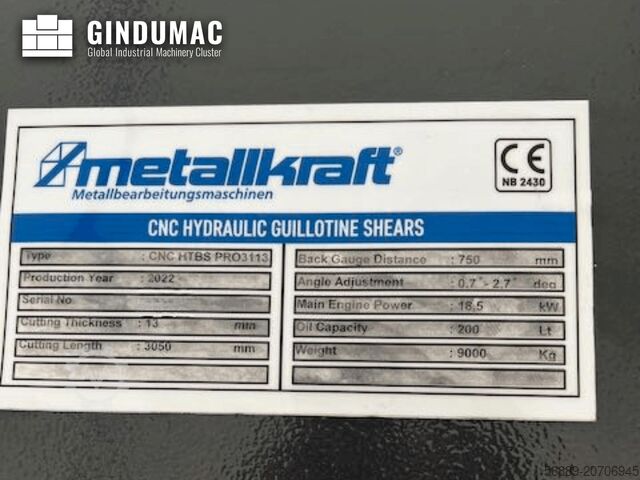 GINDUMAC
Global Industrial Machinery Cluster
metallkraft®
Metallbearbeitungsmaschinen
CE
NB 2430
CNC HYDRAULIC GUILLOTINE SHEARS
Type : CNC HTBS PRO3113
Production Year : 2022
Serial No
Cutting Thickness : 13 mm
Cutting Length : 3050 mm
Back Gauge Distance : 750 mm
Angle Adjustment : 0.7° - 2.7° deg
Main Engine Power : 18,5 kW
Oil Capacity : 200 Lt
Weight : 9000 Kg